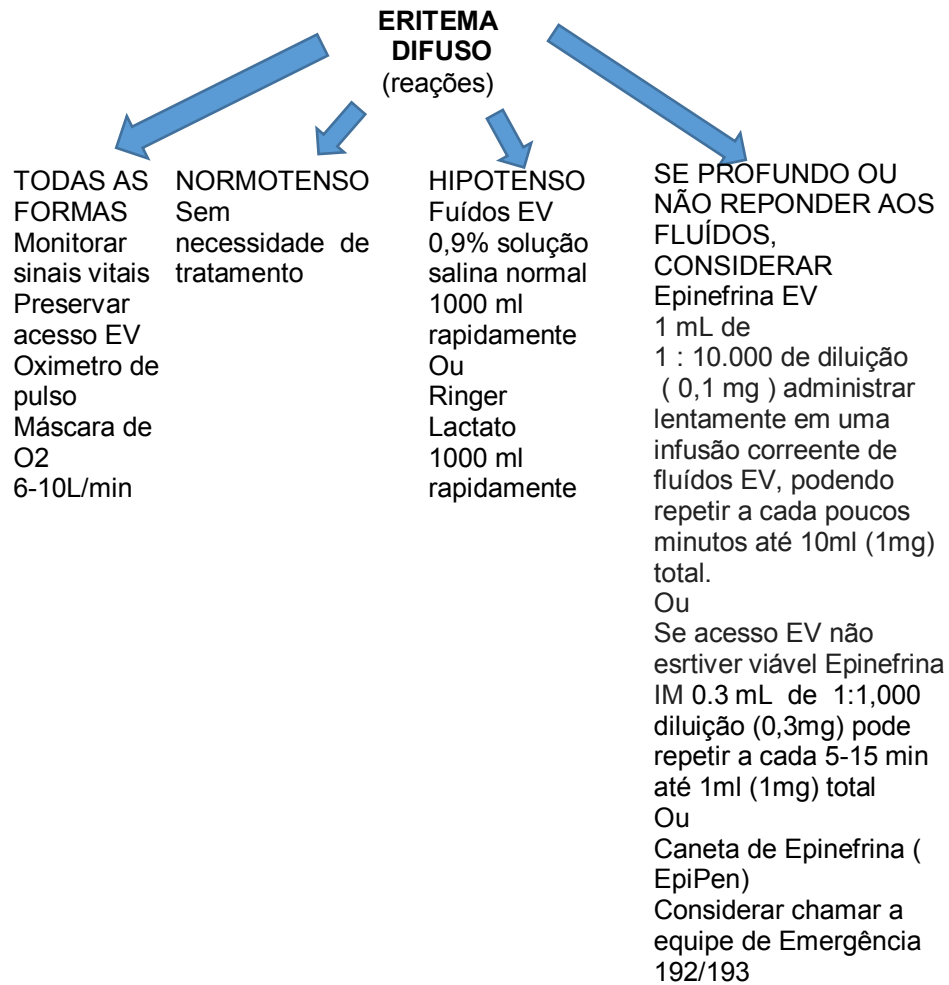 ERITEMA
DIFUSO
(reações)
TODAS AS
FORMAS
Monitorar
sinais vitais
Preservar
acesso EV
Oximetro de
pulso
Máscara de
O2
6-10L/min
NORMOTENSO
Sem
necessidade de
tratamento
HIPOTENSO
Fuídos EV
0,9% solução
salina normal
1000 ml
rapidamente
Ou
Ringer
Lactato
1000 ml
rapidamente
SE PROFUNDO OU
NÃO REPONDER AOS
FLUÍDOS,
CONSIDERAR
Epinefrina EV
1 mL de
1 : 10.000 de diluição
( 0,1 mg ) administrar
lentamente em uma
infusão correente de
fluídos EV, podendo
repetir a cada poucos
minutos até 10ml (1mg)
total.
Ou
Se acesso EV não
esrtiver viável Epinefrina
IM 0.3 mL de 1:1,000
diluição (0,3mg) pode
repetir a cada 5-15 min
até 1ml (1mg) total
Ou
Caneta de Epinefrina (
EpiPen)
Considerar chamar a
equipe de Emergência
192/193